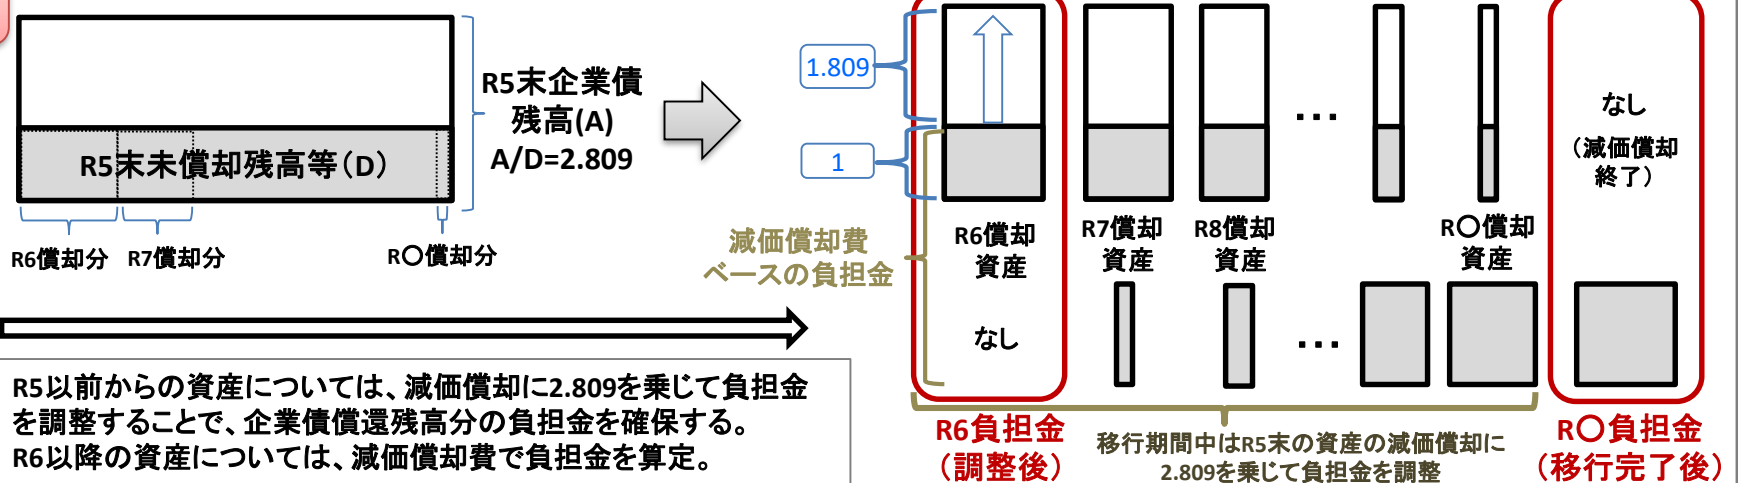 R5末企業債
残高(A)
A/D=2.809
R5末未償却残高等(D)
R6償却分
R7償却分
R〇償却分
1.809
1
減価償却費
ベースの負担金
R6償却
資産
R7償却
資産
R8償却
資産
…
R〇償却
資産
なし
(減価償却
終了)
なし
…
R5以前からの資産については、減価償却に2.809を乗じて負担金
を調整することで、企業債償還残高分の負担金を確保する。
R6以降の資産については、減価償却費で負担金を算定。
R6負担金
(調整後)
移行期間中はR5末の資産の減価償却に
2.809を乗じて負担金を調整
R〇負担金
(移行完了後)